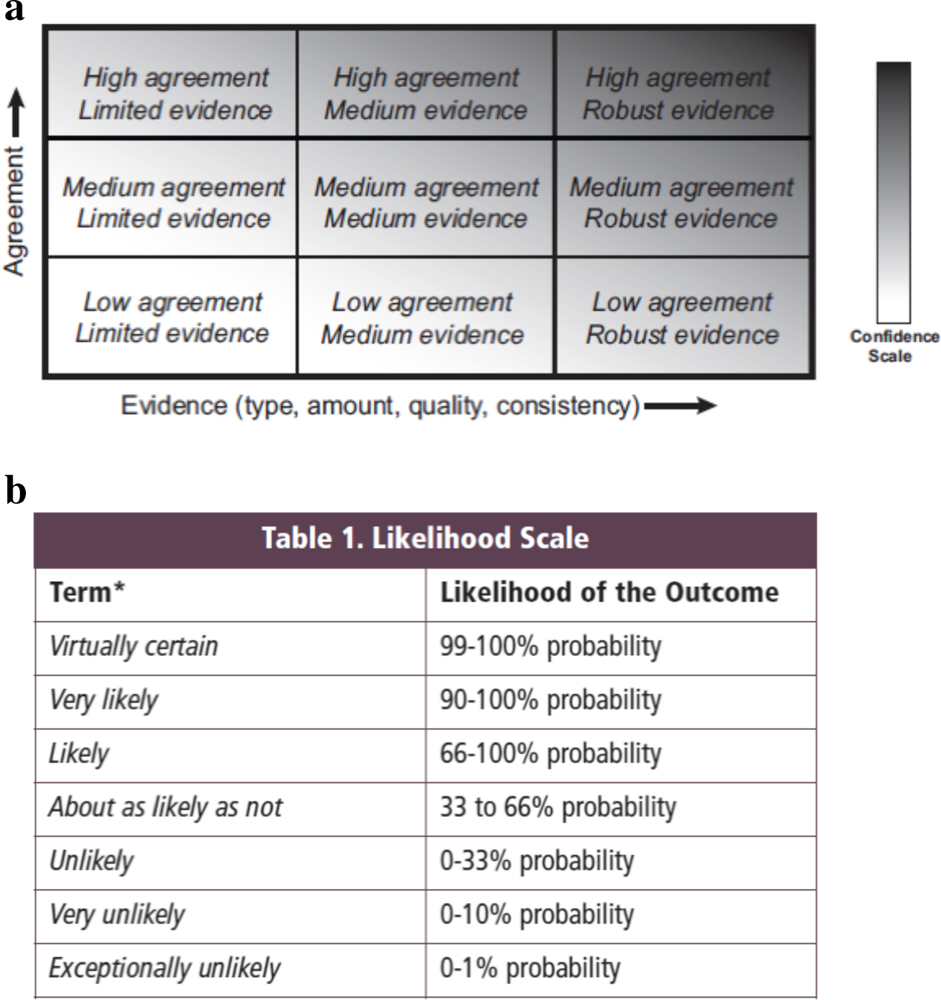 a
High agreement
Limited evidence
High agreement
Medium evidence
High agreement
Robust evidence
Medium agreement
Limited evidence
Medium agreement
Medium evidence
Medium agreement
Robust evidence
Low agreement
Limited evidence
Low agreement
Medium evidence
Low agreement
Robust evidence
Agreement
Evidence (type, amount, quality, consistency)
Confidence
Scale
b
Table 1. Likelihood Scale
Term* Likelihood of the Outcome
Virtually certain 99-100% probability
Very likely 90-100% probability
Likely 66-100% probability
About as likely as not 33 to 66% probability
Unlikely 0-33% probability
Very unlikely 0-10% probability
Exceptionally unlikely 0-1% probability